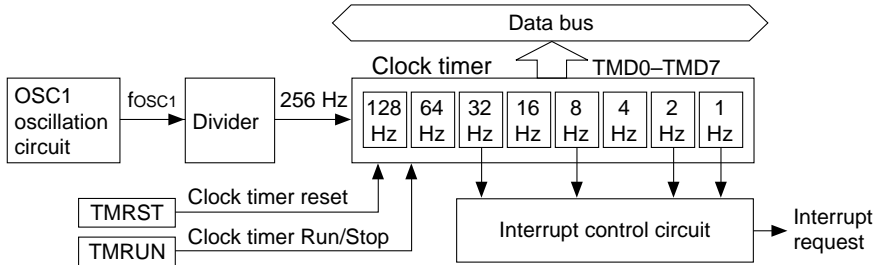 Data bus
Clock timer
TMD0–TMD7
OSC1
oscillation
circuit
fOSC1
Divider
256 Hz
128
Hz
64
Hz
32
Hz
16
Hz
8
Hz
4
Hz
2
Hz
1
Hz
TMRST
Clock timer reset
TMRUN
Clock timer Run/Stop
Interrupt control circuit
Interrupt
request